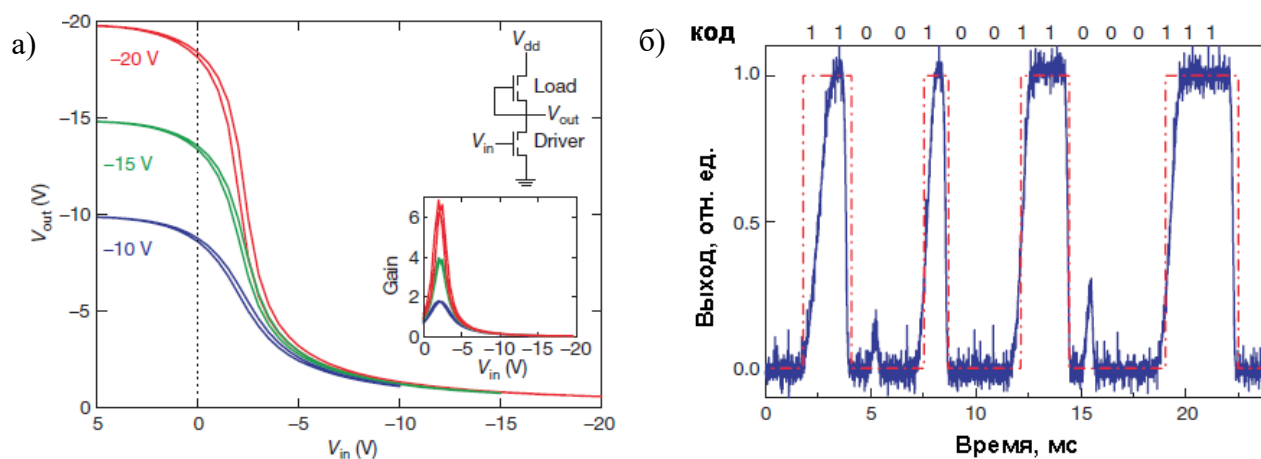 а)
−20
−15
−10
−5
0
V_out (V)
−20 V
−15 V
−10 V
V_dd
Load
V_out
V_in
Driver
6
4
2
0
Gain
0 −5 −10 −15 −20
V_in (V)
5 0 −5 −10 −15 −20
V_in (V)
б)
код 1 1 0 0 1 0 0 1 1 0 0 0 1 1 1
1.0
0.5
0.0
Выход, отн. ед.
0 5 10 15 20
Время, мс